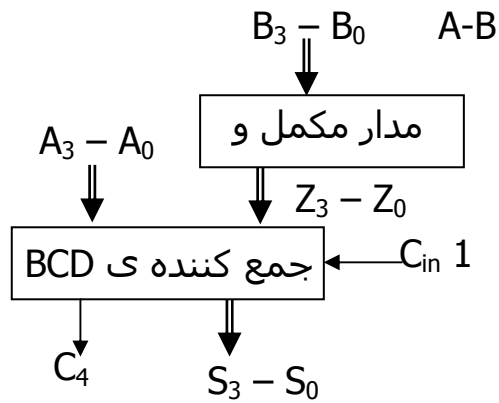 B₃ – B₀ A-B
مدار مکمل و
A₃ – A₀
Z₃ – Z₀
جمع کننده ی BCD
Cᵢₙ 1
C₄
S₃ – S₀